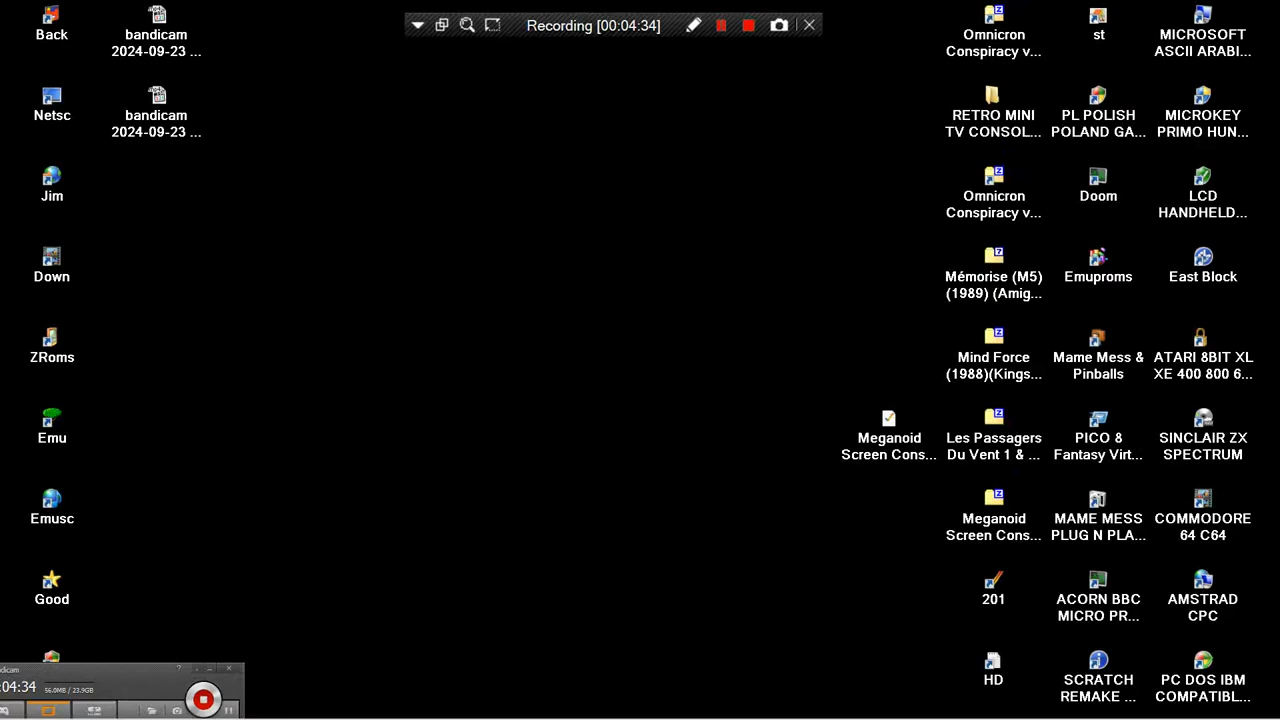 Recording [00:04:34]
Back
bandicam
2024-09-23 ...
Omnicron
Conspiracy v...
st
MICROSOFT
ASCII ARABI...
Netsc
bandicam
2024-09-23 ...
RETRO MINI
TV CONSOL...
PL POLISH
POLAND GA...
MICROKEY
PRIMO HUN...
Jim
Omnicron
Conspiracy v...
Doom
LCD
HANDHELD...
Down
Mémorise (M5)
(1989) (Amig...
Emuproms
East Block
ZRoms
Mind Force
(1988)(Kings...
Mame Mess &
Pinballs
ATARI 8BIT XL
XE 400 800 6...
Emu
Meganoid
Screen Cons...
Les Passagers
Du Vent 1 & ...
PICO 8
Fantasy Virt...
SINCLAIR ZX
SPECTRUM
Emusc
Meganoid
Screen Cons...
MAME MESS
PLUG N PLA...
COMMODORE
64 C64
Good
201
ACORN BBC
MICRO PR...
AMSTRAD
CPC
HD
SCRATCH
REMAKE ...
PC DOS IBM
COMPATIBL...
dicam
:04:34
56.0MB / 23.9GB